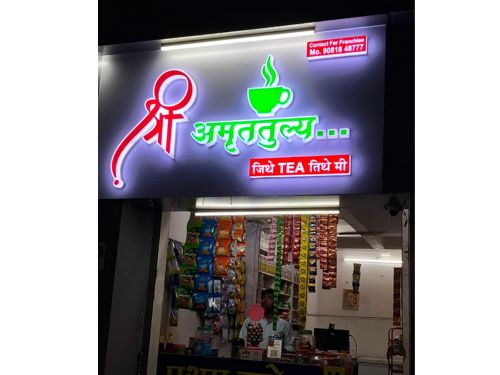 Contact For Franchise
Mo. 90818 48777
श्री
अमृततुल्य...
जिथे TEA तिथे मी